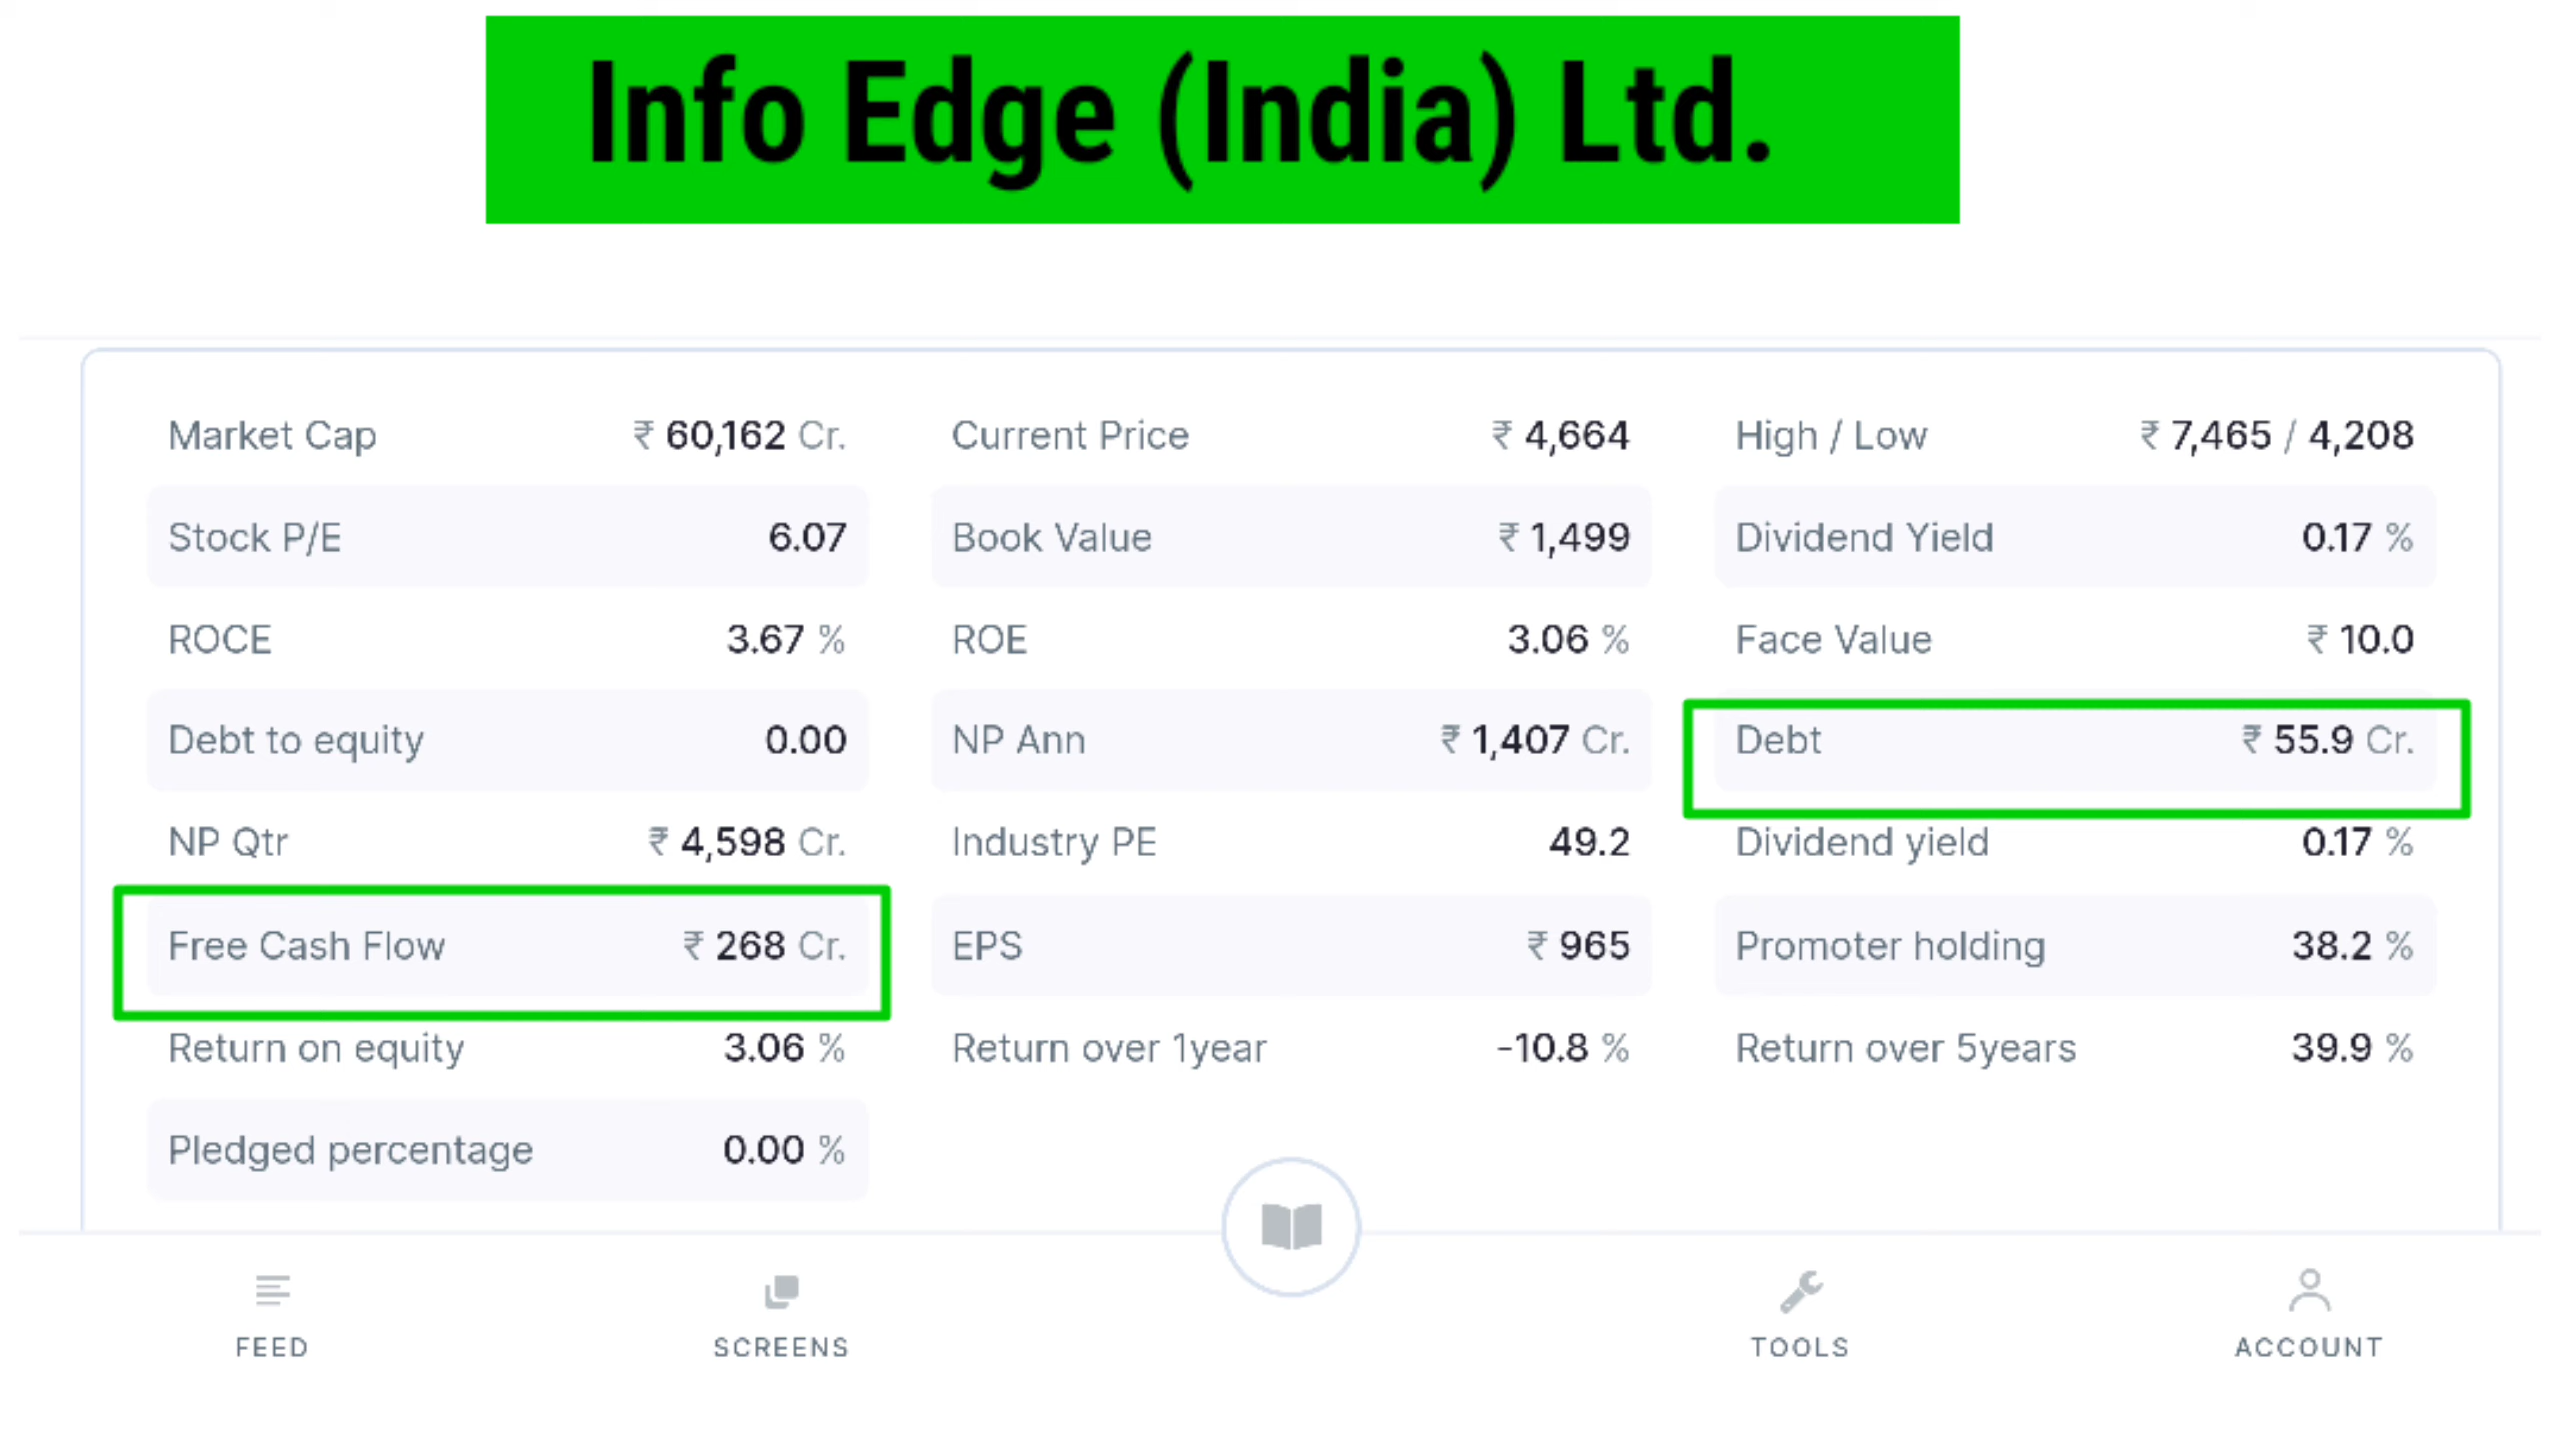 Info Edge (India) Ltd.
Market Cap ₹ 60,162 Cr. Current Price ₹ 4,664 High / Low ₹ 7,465 / 4,208
Stock P/E 6.07 Book Value ₹ 1,499 Dividend Yield 0.17 %
ROCE 3.67 % ROE 3.06 % Face Value ₹ 10.0
Debt to equity 0.00 NP Ann ₹ 1,407 Cr. Debt ₹ 55.9 Cr.
NP Qtr ₹ 4,598 Cr. Industry PE 49.2 Dividend yield 0.17 %
Free Cash Flow ₹ 268 Cr. EPS ₹ 965 Promoter holding 38.2 %
Return on equity 3.06 % Return over 1year -10.8 % Return over 5years 39.9 %
Pledged percentage 0.00 %
FEED SCREENS TOOLS ACCOUNT